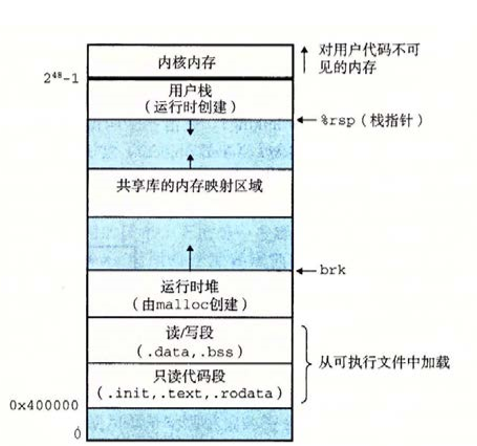 内核内存
对用户代码不可
见的内存
2⁴⁸-1
用户栈
(运行时创建)
%rsp(栈指针)
共享库的内存映射区域
brk
运行时堆
(由malloc创建)
读/写段
(.data,.bss)
从可执行文件中加载
只读代码段
(.init,.text,.rodata)
0x400000
0